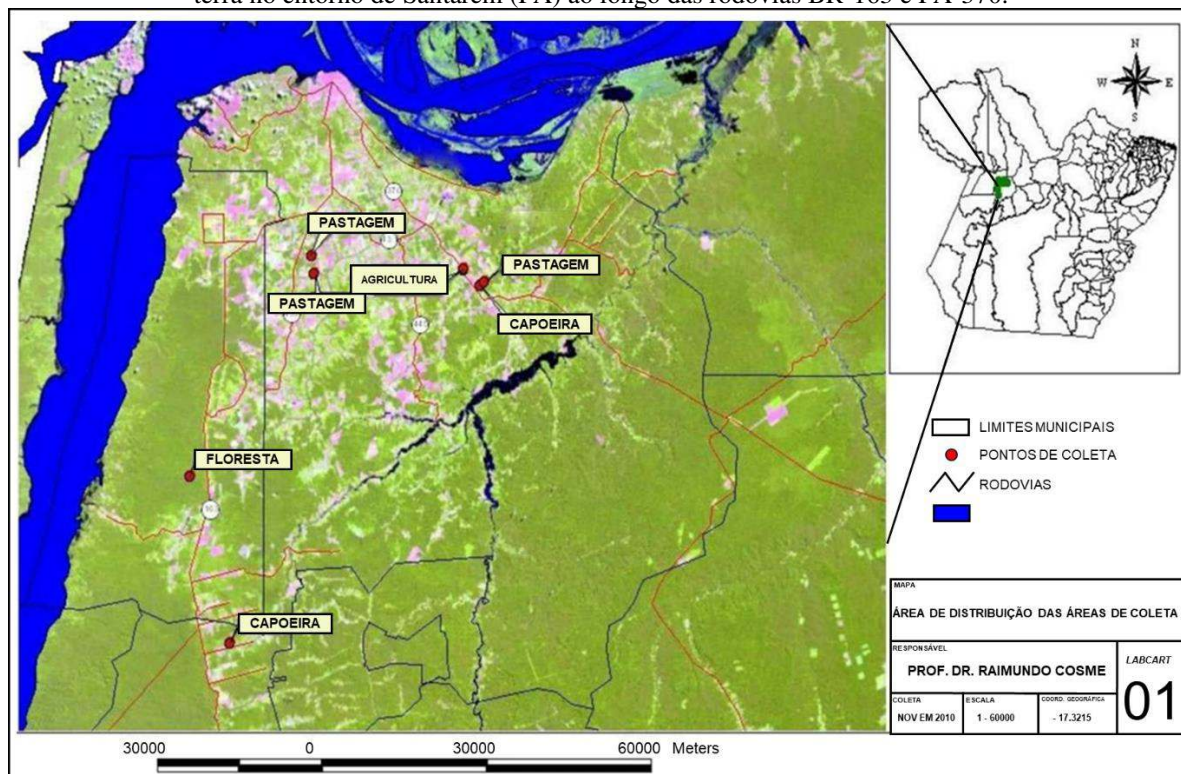 terra no entorno de Santarém (PA) ao longo das rodovias BR-163 e PA-370.
PASTAGEM
AGRICULTURA
PASTAGEM
PASTAGEM
CAPOEIRA
FLORESTA
CAPOEIRA
N
W E
S
LIMITES MUNICIPAIS
PONTOS DE COLETA
RODOVIAS
MAPA
ÁREA DE DISTRIBUIÇÃO DAS ÁREAS DE COLETA
RESPONSÁVEL
PROF. DR. RAIMUNDO COSME
LABCART
01
COLETA
NOV EM 2010
ESCALA
1 - 60000
COORD. GEOGRÁFICA
- 17.3215
30000 0 30000 60000 Meters